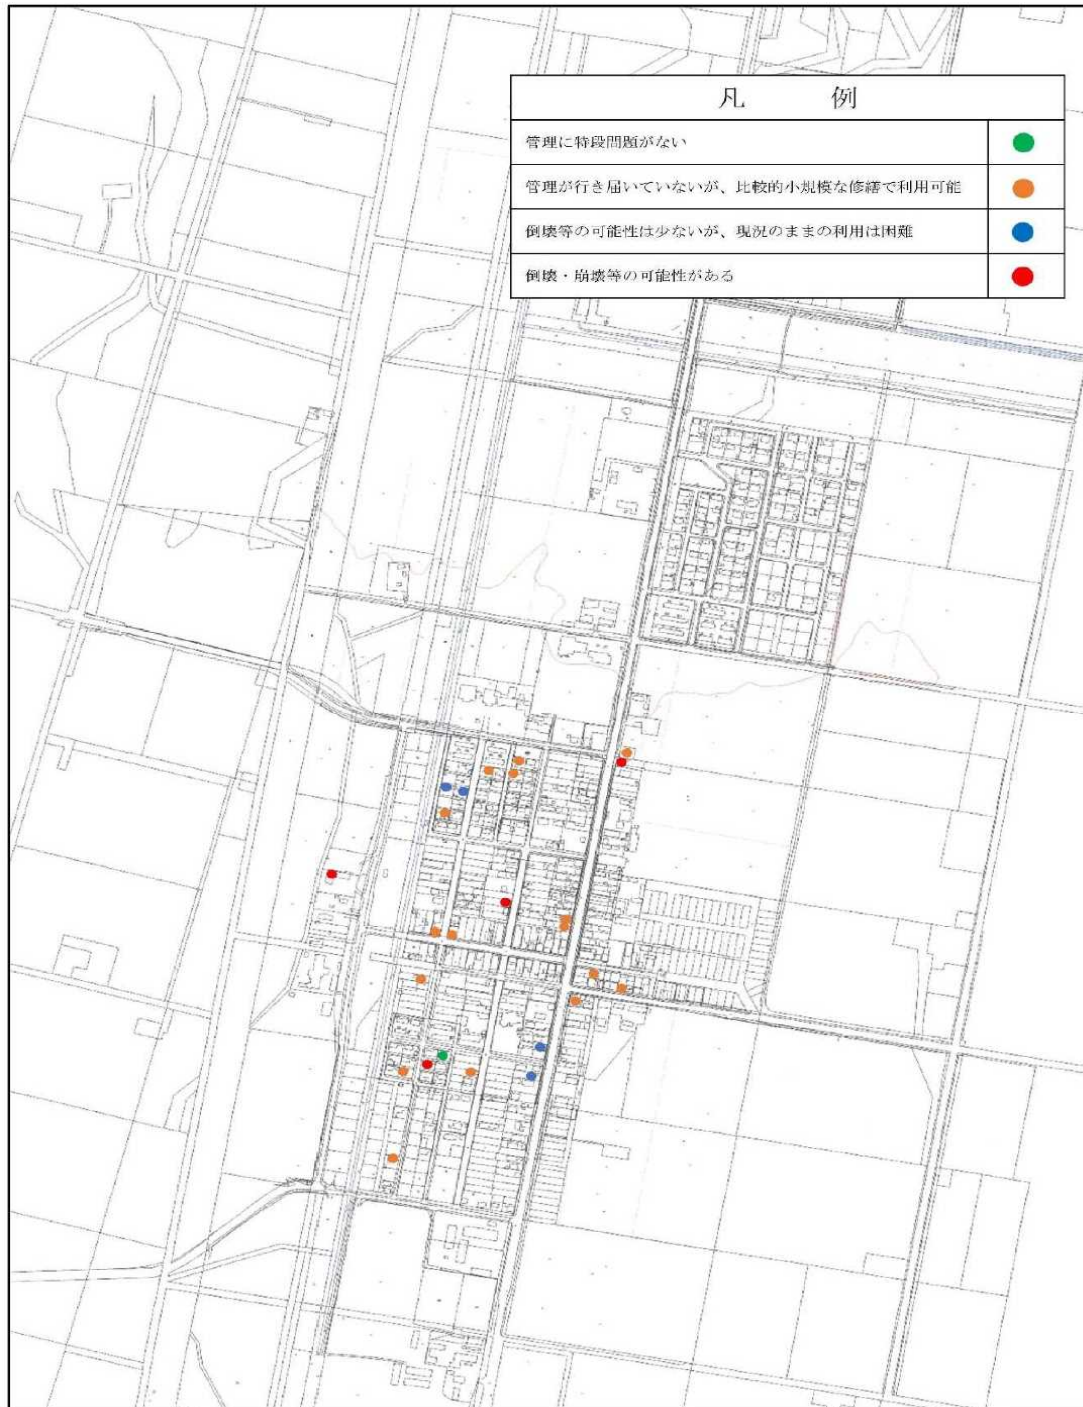 凡 例
管理に特段問題がない
管理が行き届いていないが、比較的小規模な修繕で利用可能
倒壊等の可能性は少ないが、現況のままの利用は困難
倒壊・崩壊等の可能性がある